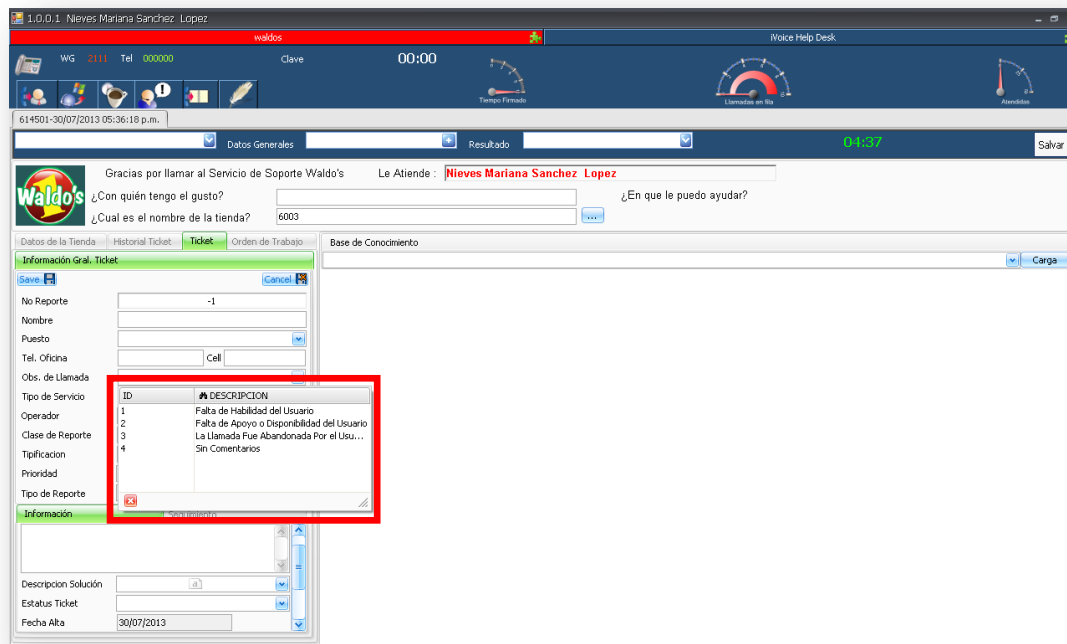 1.0.0.1 Nieves Mariana Sanchez Lopez
waldos
iVoice Help Desk
WG 2111 Tel 000000 Clave 00:00
Tiempo Firmado
Llamadas en fila
Atendidas
614501-30/07/2013 05:36:18 p.m.
Datos Generales Resultado 04:37 Salvar
Waldo's
Gracias por llamar al Servicio de Soporte Waldo's Le Atiende : Nieves Mariana Sanchez Lopez
¿Con quién tengo el gusto? ¿En que le puedo ayudar?
¿Cual es el nombre de la tienda? 6003 ...
Datos de la Tienda Historial Ticket Ticket Orden de Trabajo
Base de Conocimiento
Información Gral. Ticket
Carga
Save Cancel
No Reporte -1
Nombre
Puesto
Tel. Oficina Cell
Obs. de Llamada
Tipo de Servicio
Operador
Clase de Reporte
Tipificacion
Prioridad
Tipo de Reporte
ID DESCRIPCION
1 Falta de Habilidad del Usuario
2 Falta de Apoyo o Disponibilidad del Usuario
3 La Llamada Fue Abandonada Por el Usu...
4 Sin Comentarios
Información Seguimiento
Descripcion Solución a
Estatus Ticket
Fecha Alta 30/07/2013